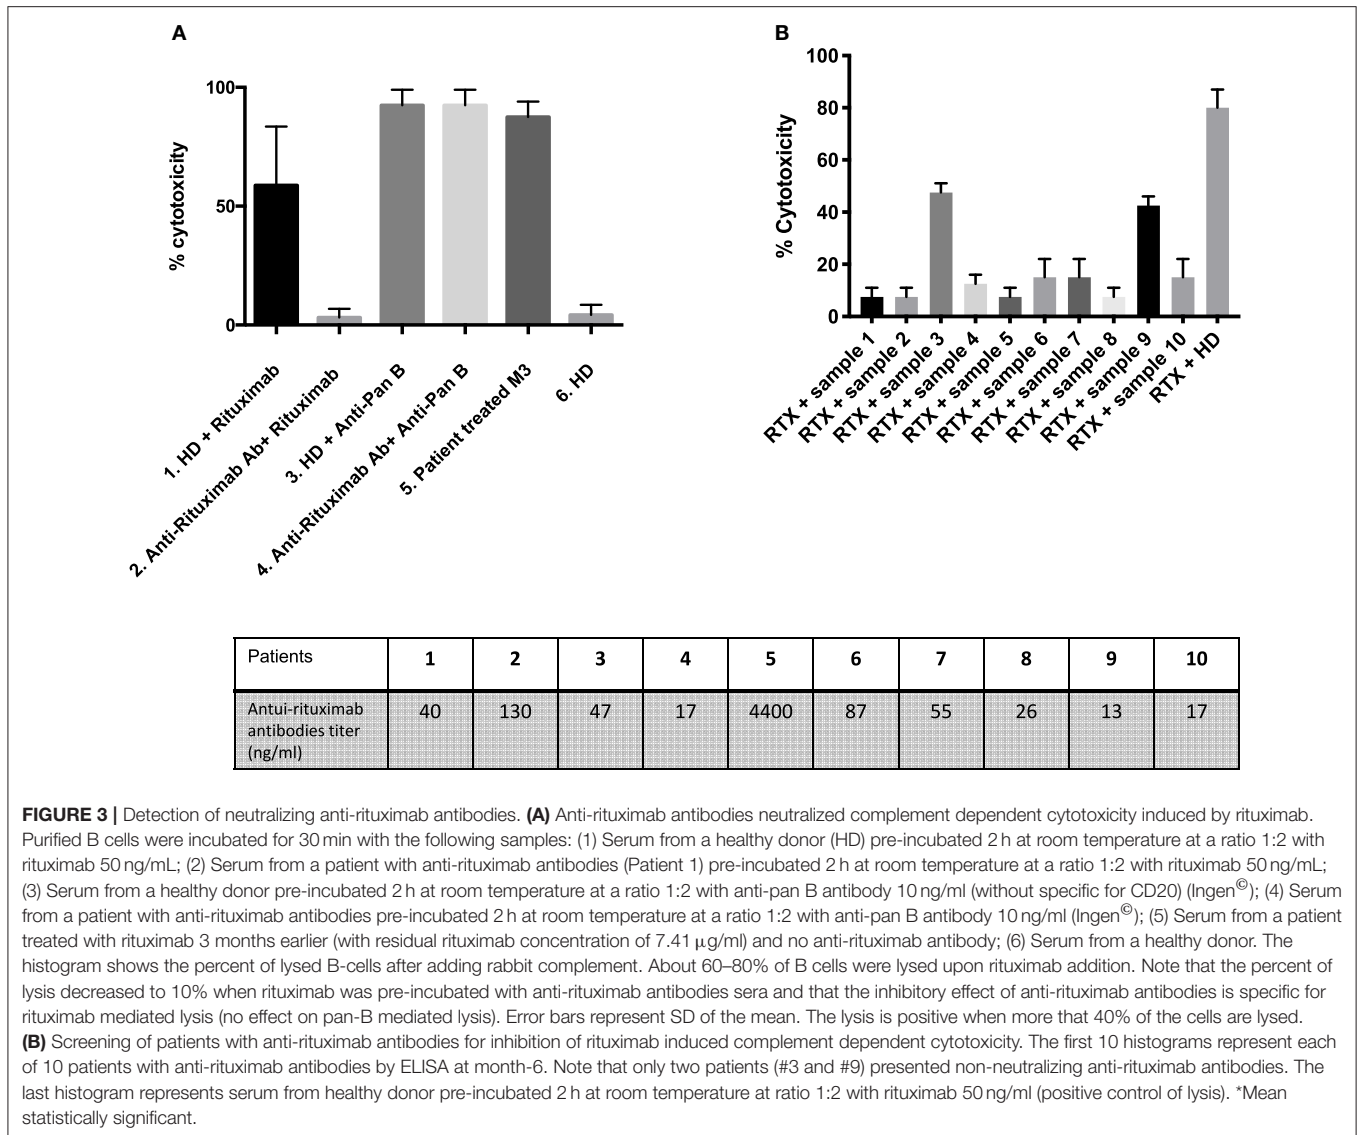 A
100
50
0
% cytotoxicity
1. HD + Rituximab
2. Anti-Rituximab Ab+ Rituximab
3. HD + Anti-Pan B
4. Anti-Rituximab Ab+ Anti-Pan B
5. Patient treated M3
6. HD
B
100
80
60
40
20
0
% Cytotoxicity
RTX + sample 1
RTX + sample 2
RTX + sample 3
RTX + sample 4
RTX + sample 5
RTX + sample 6
RTX + sample 7
RTX + sample 8
RTX + sample 9
RTX + sample 10
RTX + HD
Patients 1 2 3 4 5 6 7 8 9 10
Antui-rituximab 40 130 47 17 4400 87 55 26 13 17
antibodies titer
(ng/ml)
FIGURE 3 | Detection of neutralizing anti-rituximab antibodies. (A) Anti-rituximab antibodies neutralized complement dependent cytotoxicity induced by rituximab.
Purified B cells were incubated for 30 min with the following samples: (1) Serum from a healthy donor (HD) pre-incubated 2 h at room temperature at a ratio 1:2 with
rituximab 50 ng/mL; (2) Serum from a patient with anti-rituximab antibodies (Patient 1) pre-incubated 2 h at room temperature at a ratio 1:2 with rituximab 50 ng/mL;
(3) Serum from a healthy donor pre-incubated 2 h at room temperature at a ratio 1:2 with anti-pan B antibody 10 ng/ml (without specific for CD20) (Ingen©); (4) Serum
from a patient with anti-rituximab antibodies pre-incubated 2 h at room temperature at a ratio 1:2 with anti-pan B antibody 10 ng/ml (Ingen©); (5) Serum from a patient
treated with rituximab 3 months earlier (with residual rituximab concentration of 7.41 μg/ml) and no anti-rituximab antibody; (6) Serum from a healthy donor. The
histogram shows the percent of lysed B-cells after adding rabbit complement. About 60–80% of B cells were lysed upon rituximab addition. Note that the percent of
lysis decreased to 10% when rituximab was pre-incubated with anti-rituximab antibodies sera and that the inhibitory effect of anti-rituximab antibodies is specific for
rituximab mediated lysis (no effect on pan-B mediated lysis). Error bars represent SD of the mean. The lysis is positive when more that 40% of the cells are lysed.
(B) Screening of patients with anti-rituximab antibodies for inhibition of rituximab induced complement dependent cytotoxicity. The first 10 histograms represent each
of 10 patients with anti-rituximab antibodies by ELISA at month-6. Note that only two patients (#3 and #9) presented non-neutralizing anti-rituximab antibodies. The
last histogram represents serum from healthy donor pre-incubated 2 h at room temperature at ratio 1:2 with rituximab 50 ng/ml (positive control of lysis). *Mean
statistically significant.